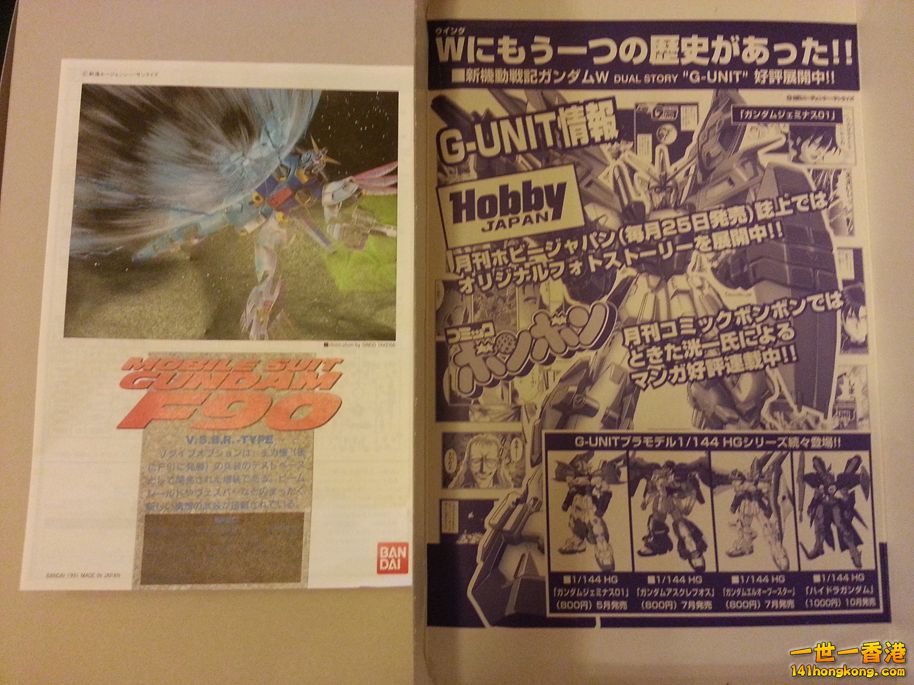 MOBILE SUIT
GUNDAM
F90
V.S.B.R.-TYPE
BAN
DAI
BANDAI 1991 MADE IN JAPAN
ウイング
Wにもう一つの歴史があった!!
■新機動戦記ガンダムW DUAL STORY "G-UNIT" 好評展開中!!
G-UNIT情報
「ガンダムジェミナス01」
Hobby
JAPAN
月刊ホビージャパン(毎月25日発売)誌上では
オリジナルフォトストーリーを展開中!!
コミック
ボンボン
月刊コミックボンボンでは
ときた洸一氏による
マンガ好評連載中!!
G-UNITプラモデル1/144 HGシリーズ続々登場!!
■1/144 HG
「ガンダムジェミナス01」
(800円) 5月発売
■1/144 HG
「ガンダムアスクレプオス」
(800円) 7月発売
■1/144 HG
「ガンダムエルオーブースター」
(800円) 7月発売
■1/144 HG
「ハイドラガンダム」
(1000円) 10月発売
一世一香港
141hongkong.com